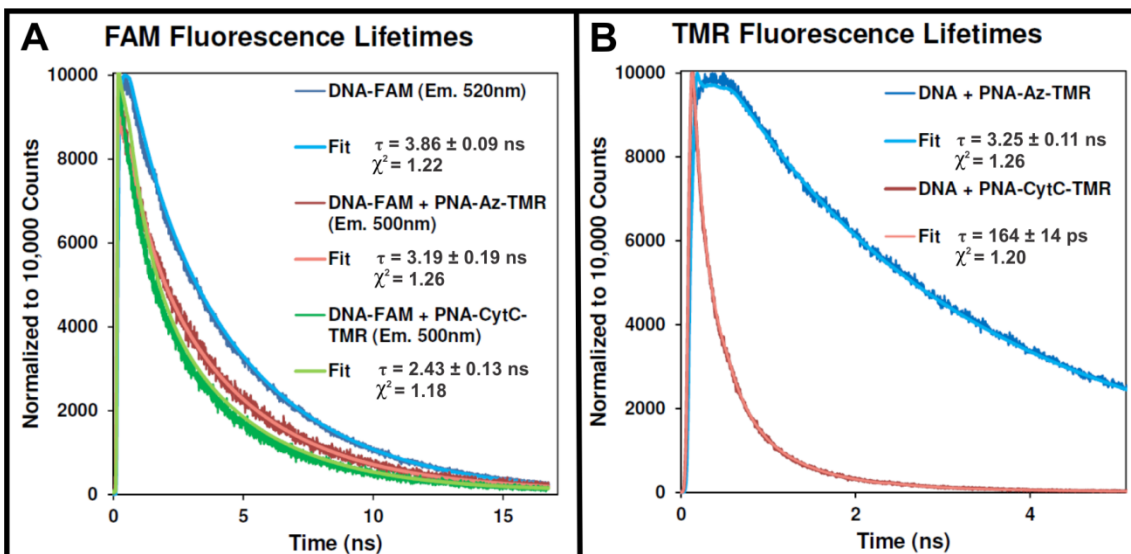 A FAM Fluorescence Lifetimes
Normalized to 10,000 Counts
10000
8000
6000
4000
2000
0
DNA-FAM (Em. 520nm)
Fit τ = 3.86 ± 0.09 ns
χ² = 1.22
DNA-FAM + PNA-Az-TMR
(Em. 500nm)
Fit τ = 3.19 ± 0.19 ns
χ² = 1.26
DNA-FAM + PNA-CytC-
TMR (Em. 500nm)
Fit τ = 2.43 ± 0.13 ns
χ² = 1.18
0 5 10 15
Time (ns)
B TMR Fluorescence Lifetimes
Normalized to 10,000 Counts
10000
8000
6000
4000
2000
0
DNA + PNA-Az-TMR
Fit τ = 3.25 ± 0.11 ns
χ² = 1.26
DNA + PNA-CytC-TMR
Fit τ = 164 ± 14 ps
χ² = 1.20
0 2 4
Time (ns)